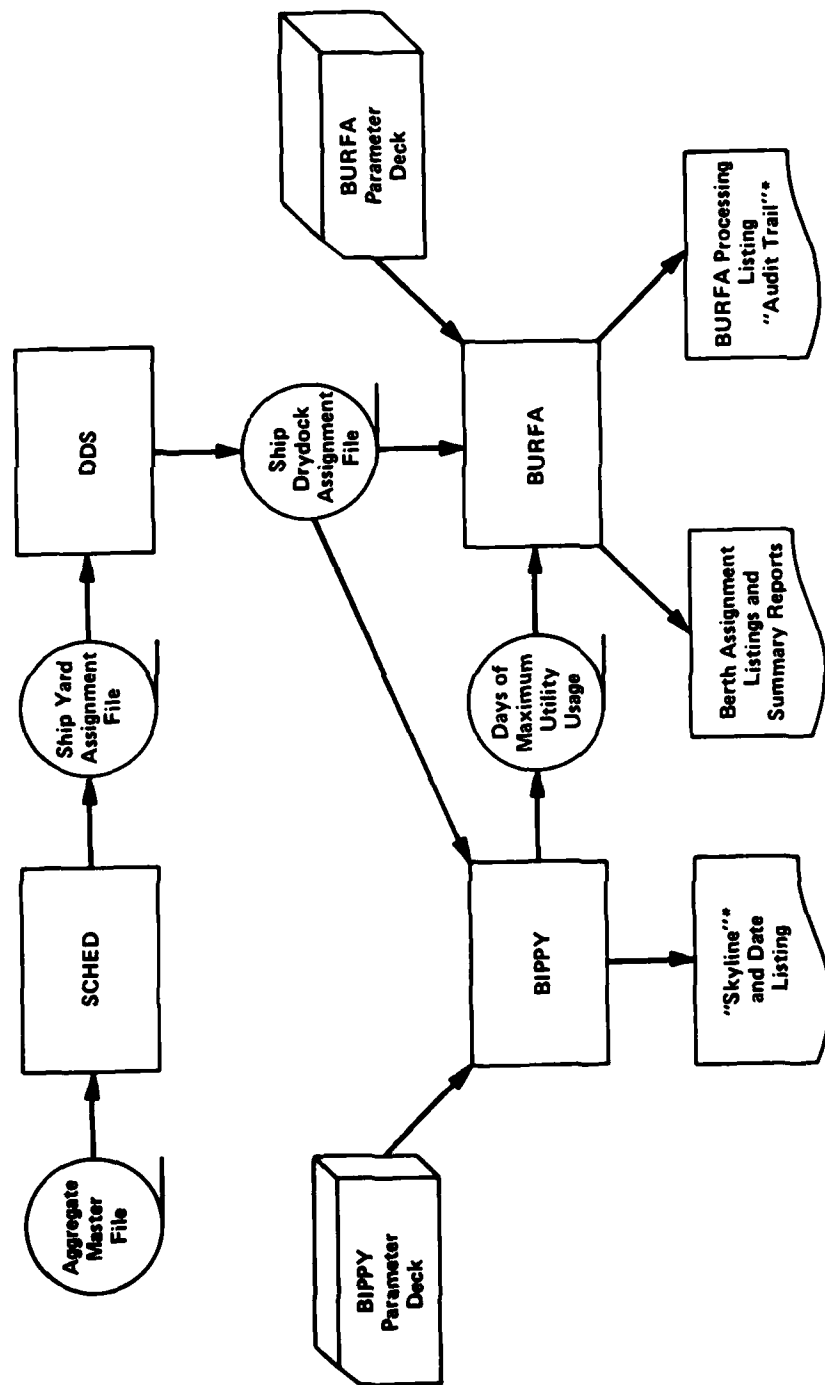 Aggregate
Master
File
SCHED
Ship Yard
Assignment
File
DDS
BIPPY
Parameter
Deck
Ship
Drydock
Assignment
File
BURFA
Parameter
Deck
BIPPY
Days of
Maximum
Utility
Usage
BURFA
"Skyline"*
and Date
Listing
Berth Assignment
Listings and
Summary Reports
BURFA Processing
Listing
"Audit Trail"*